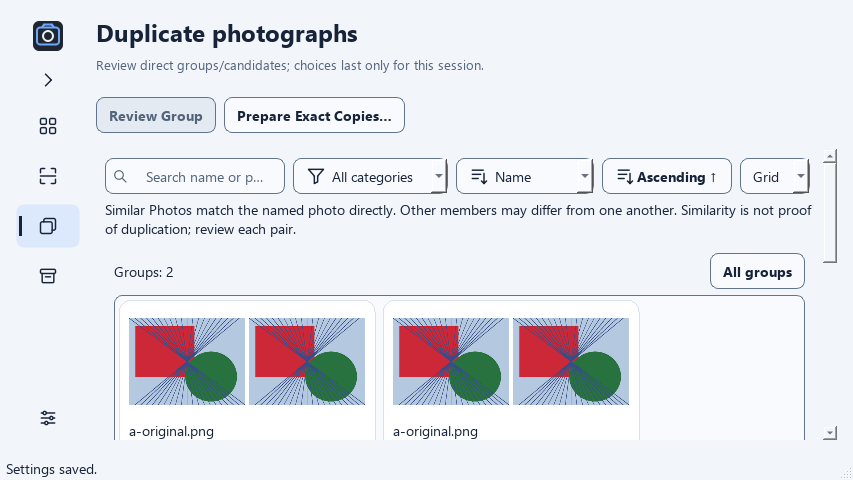 Duplicate photographs
Review direct groups/candidates; choices last only for this session.
Review Group
Prepare Exact Copies...
Search name or p...
All categories
Name
Ascending ↑
Grid
Similar Photos match the named photo directly. Other members may differ from one another. Similarity is not proof
of duplication; review each pair.
Groups: 2
All groups
a-original.png
a-original.png
Settings saved.